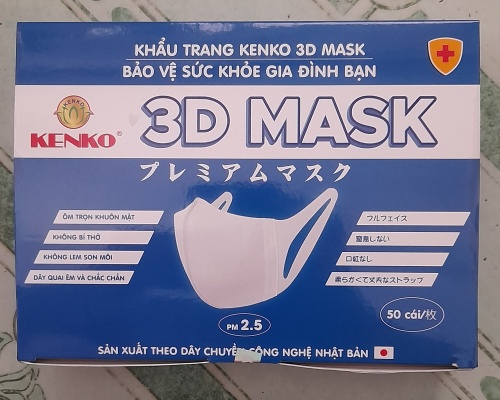 KHẨU TRANG KENKO 3D MASK
BẢO VỆ SỨC KHỎE GIA ĐÌNH BẠN
KENKO
KENKO®
3D MASK
プレミアムマスク
ÔM TRỌN KHUÔN MẶT
KHÔNG BÍ THỞ
KHÔNG LEM SON MÔI
DÂY QUAI ÊM VÀ CHẮC CHẮN
フルフェイス
窒息しない
口紅なし
柔らかくて丈夫なストラップ
PM 2.5
50 cái/枚
SẢN XUẤT THEO DÂY CHUYỀN CÔNG NGHỆ NHẬT BẢN